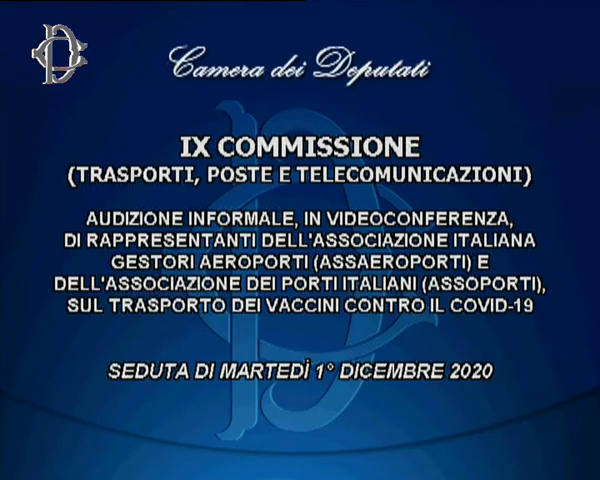 Camera dei Deputati
IX COMMISSIONE
(TRASPORTI, POSTE E TELECOMUNICAZIONI)
AUDIZIONE INFORMALE, IN VIDEOCONFERENZA,
DI RAPPRESENTANTI DELL'ASSOCIAZIONE ITALIANA
GESTORI AEROPORTI (ASSAEROPORTI) E
DELL'ASSOCIAZIONE DEI PORTI ITALIANI (ASSOPORTI),
SUL TRASPORTO DEI VACCINI CONTRO IL COVID-19
SEDUTA DI MARTEDÌ 1° DICEMBRE 2020